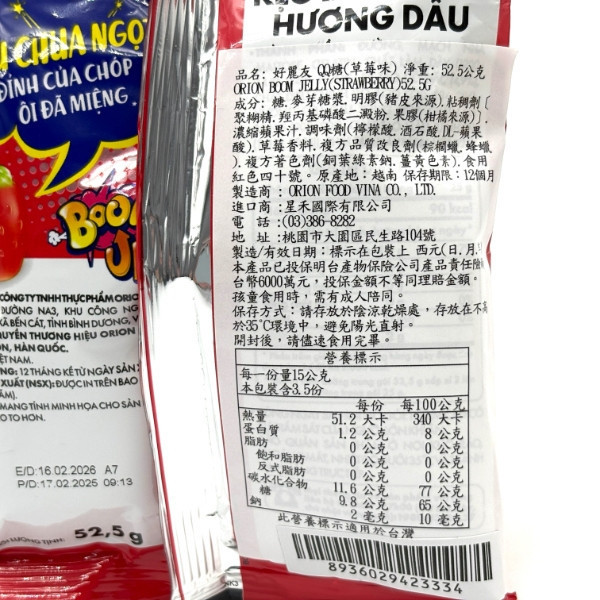 HƯƠNG DÂU
CHUA NGỌ
ĐỈNH CỦA CHÓP
ÔI ĐÃ MIỆNG.
BOOM
CÔNG TY TNHH THỰC PHẨM ORIO
ĐƯỜNG NA3, KHU CÔNG NG
XÃ BẾN CÁT, TỈNH BÌNH DƯƠNG, V
QUYỀN THƯƠNG HIỆU ORION
ON, HÀN QUỐC.
VIỆT NAM.
NG: 12 THÁNG KỂ TỪ NGÀY SẢN
XUẤT (NSX): ĐƯỢC IN TRÊN BAO
MANG TÍNH MINH HỌA CHO SẢN
O TO HƠN.
E/D:16.02.2026 A7
P/D:17.02.2025 09:13
52,5g
品名: 好麗友 QQ糖(草莓味) 淨重: 52.5公克
ORION BOOM JELLY(STRAWBERRY)52.5G
成分: 糖.麥芽糖漿.明膠(豬皮來源).粘稠劑〔
聚糊精.羥丙基磷酸二澱粉.果膠(柑橘來源)〕.
濃縮蘋果汁.調味劑(檸檬酸.酒石酸.DL-蘋果
酸).草莓香料.複方品質改良劑(棕櫚蠟.蜂蠟
).複方著色劑(銅葉綠素鈉.薑黃色素).食用
紅色四十號。原產地: 越南 保存期限: 12個月
製造商 : ORION FOOD VINA CO., LTD.
進口商 : 星禾國際有限公司
電 話 :(03)386-8282
地 址 :桃園市大園區民生路104號
製造/有效日期: 標示在包裝上 西元(日.月.
本產品已投保明台產物保險公司產品責任險
台幣6000萬元, 投保金額不等同理賠金額。
孩童食用時, 需有成人陪同。
保存方式: 請存放於陰涼乾燥處, 存放在不高
於35℃環境中, 避免陽光直射。
開封後, 請儘速食用完畢。
營養標示
每一份量15公克
本包裝含3.5份
每份 每100公克
熱量 51.2 大卡 340 大卡
蛋白質 1.2 公克 8 公克
脂肪 0 公克 0 公克
飽和脂肪 0 公克 0 公克
反式脂肪 0 公克 0 公克
碳水化合物 11.6 公克 77 公克
糖 9.8 公克 65 公克
鈉 2 毫克 10 毫克
此營養標示適用於台灣
8936029423334